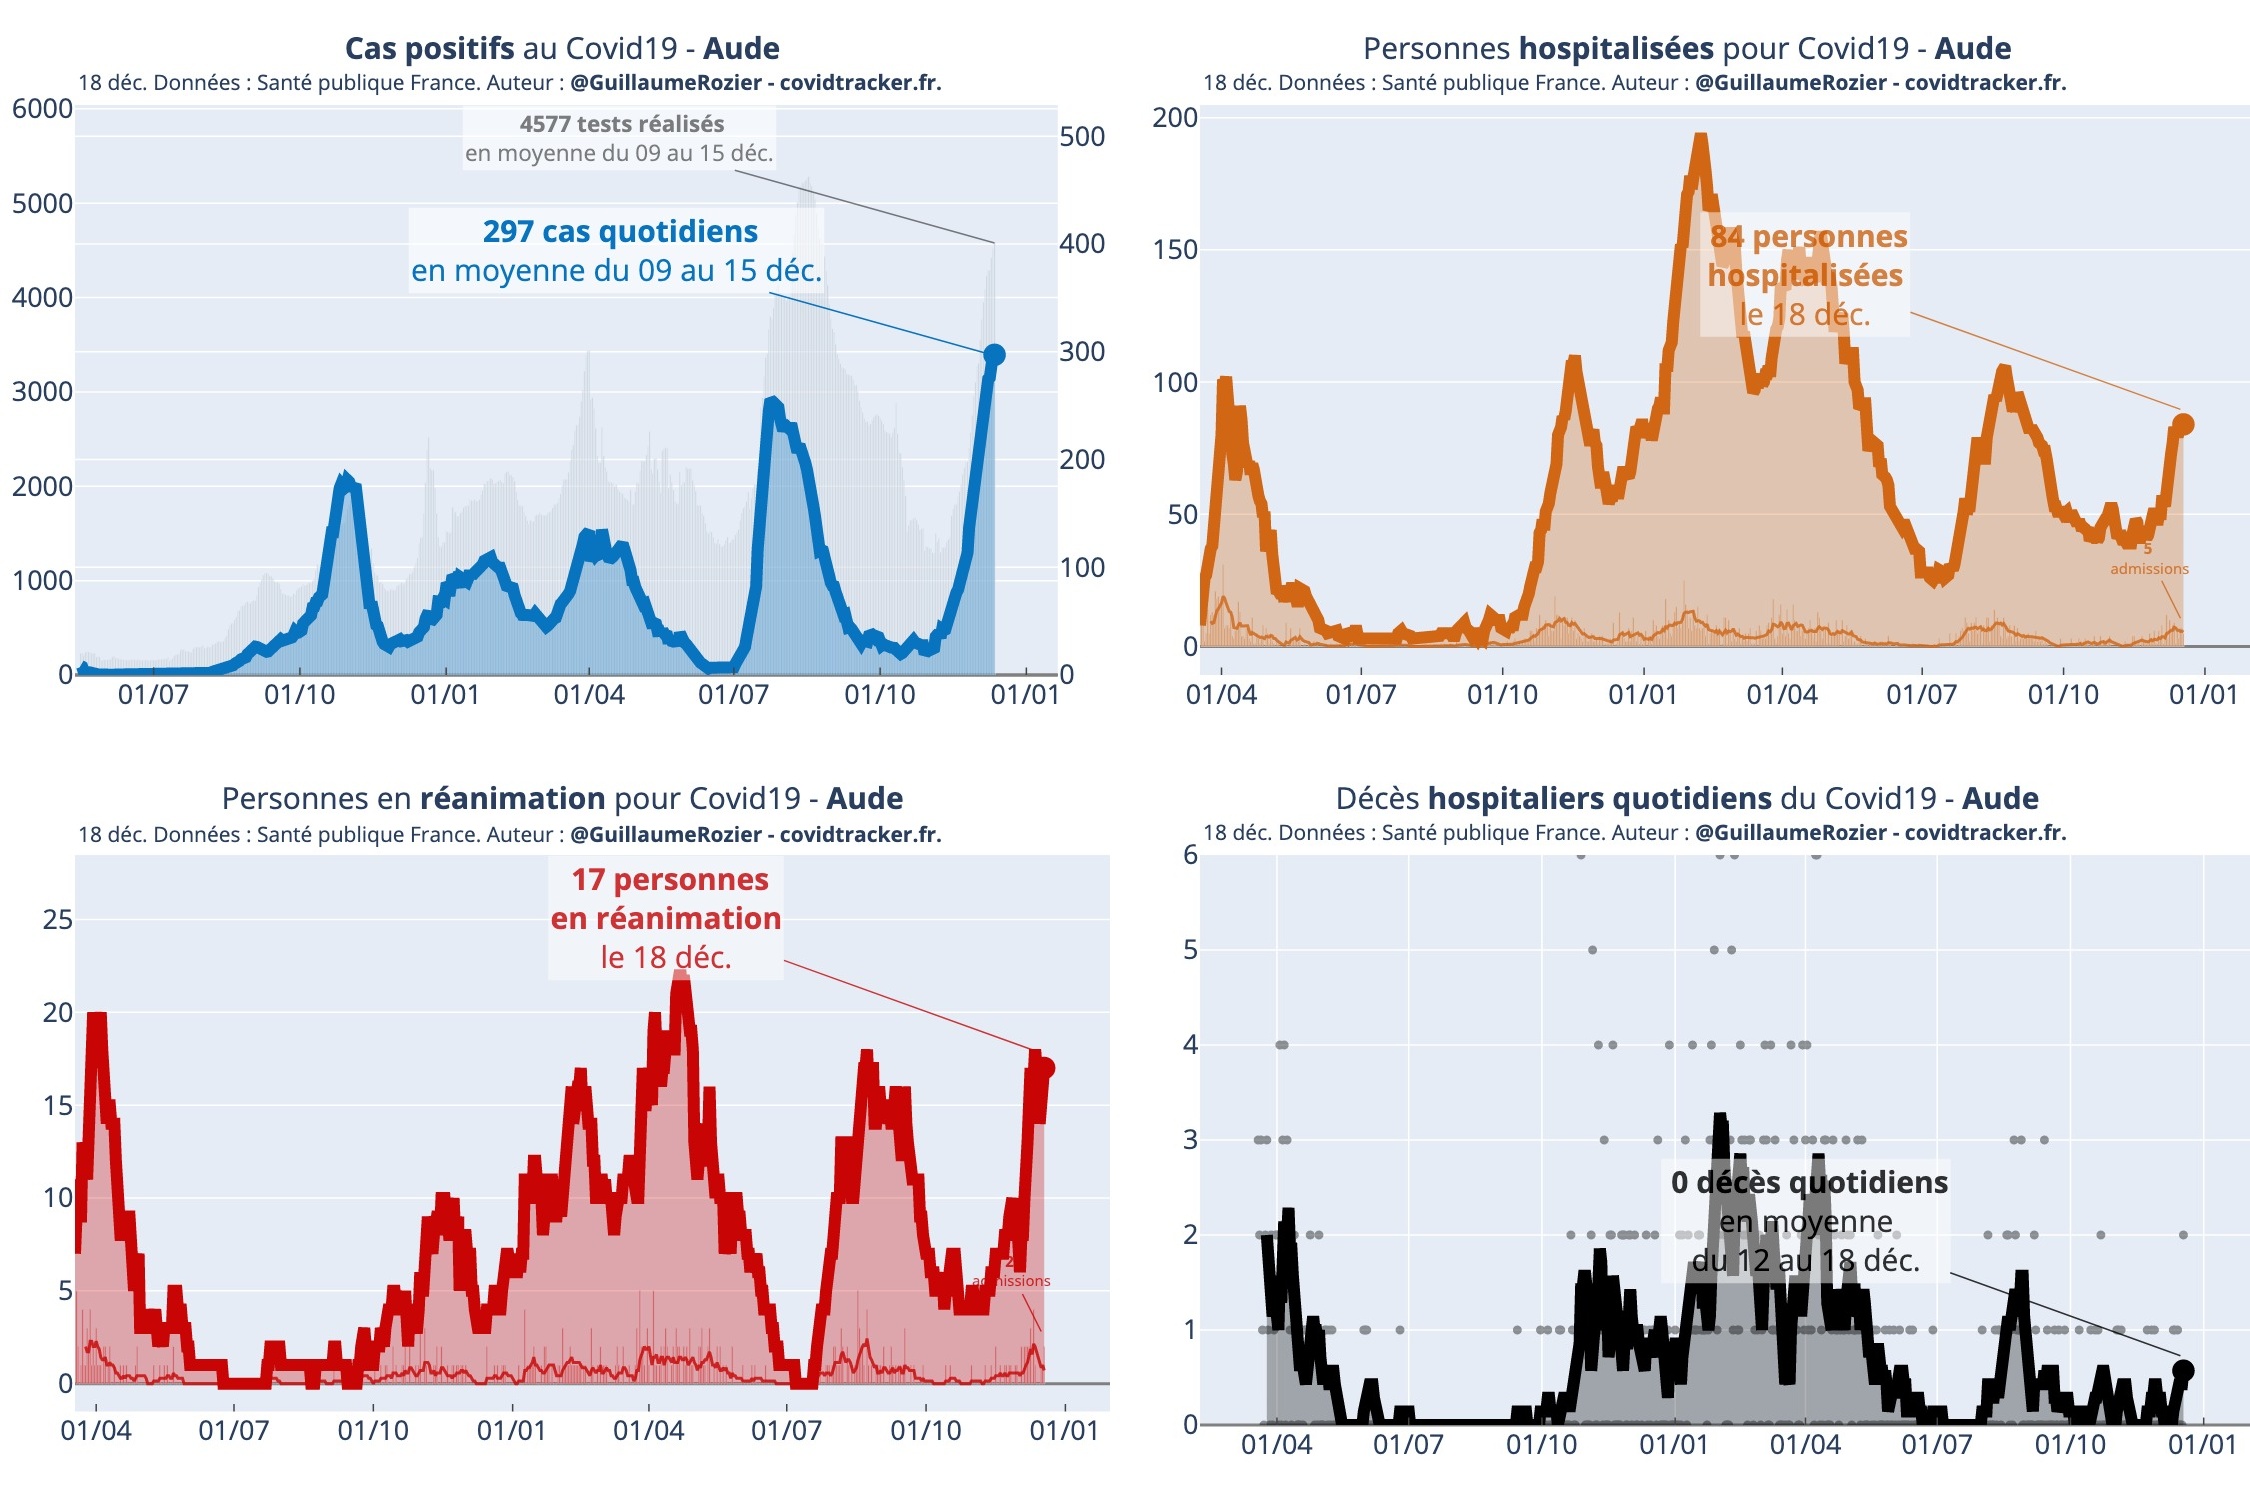 Cas positifs au Covid19 - Aude
18 déc. Données : Santé publique France. Auteur : @GuillaumeRozier - covidtracker.fr.
6000
5000
4000
3000
2000
1000
0
500
400
300
200
100
0
4577 tests réalisés
en moyenne du 09 au 15 déc.
297 cas quotidiens
en moyenne du 09 au 15 déc.
01/07 01/10 01/01 01/04 01/07 01/10 01/01
Personnes hospitalisées pour Covid19 - Aude
18 déc. Données : Santé publique France. Auteur : @GuillaumeRozier - covidtracker.fr.
200
150
100
50
0
84 personnes
hospitalisées
le 18 déc.
5
admissions
01/04 01/07 01/10 01/01 01/04 01/07 01/10 01/01
Personnes en réanimation pour Covid19 - Aude
18 déc. Données : Santé publique France. Auteur : @GuillaumeRozier - covidtracker.fr.
25
20
15
10
5
0
17 personnes
en réanimation
le 18 déc.
2
admissions
01/04 01/07 01/10 01/01 01/04 01/07 01/10 01/01
Décès hospitaliers quotidiens du Covid19 - Aude
18 déc. Données : Santé publique France. Auteur : @GuillaumeRozier - covidtracker.fr.
6
5
4
3
2
1
0
0 décès quotidiens
en moyenne
du 12 au 18 déc.
01/04 01/07 01/10 01/01 01/04 01/07 01/10 01/01